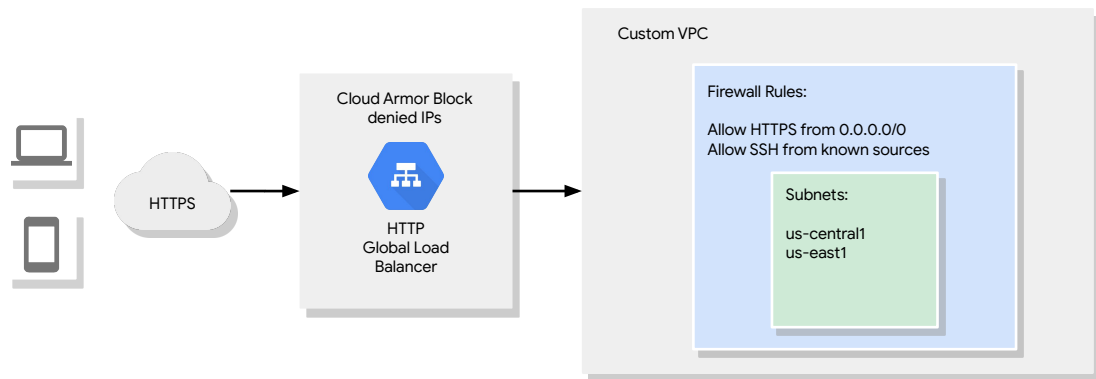 HTTPS
Cloud Armor Block
denied IPs
HTTP
Global Load
Balancer
Custom VPC
Firewall Rules:
Allow HTTPS from 0.0.0.0/0
Allow SSH from known sources
Subnets:
us-central1
us-east1